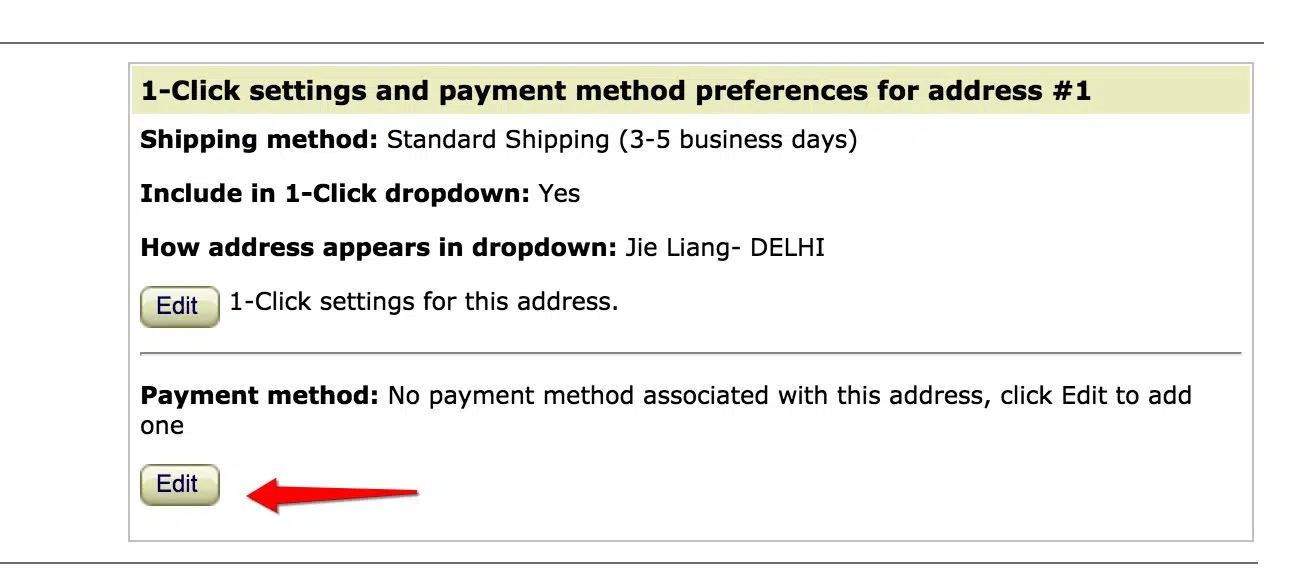 1-Click settings and payment method preferences for address #1
Shipping method: Standard Shipping (3-5 business days)
Include in 1-Click dropdown: Yes
How address appears in dropdown: Jie Liang- DELHI
Edit 1-Click settings for this address.
Payment method: No payment method associated with this address, click Edit to add
one
Edit